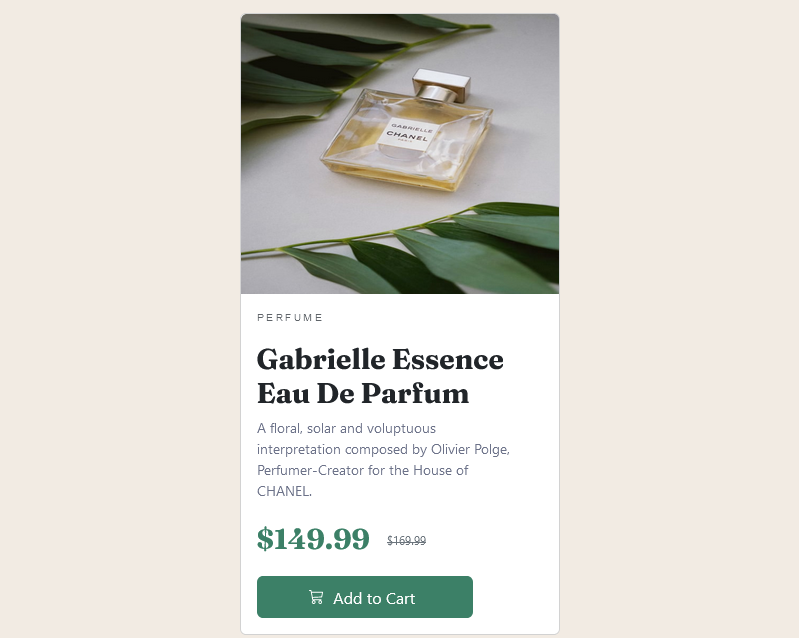 GABRIELLE
CHANEL
PARIS
PERFUME
Gabrielle Essence
Eau De Parfum
A floral, solar and voluptuous
interpretation composed by Olivier Polge,
Perfumer-Creator for the House of
CHANEL.
$149.99 $169.99
Add to Cart